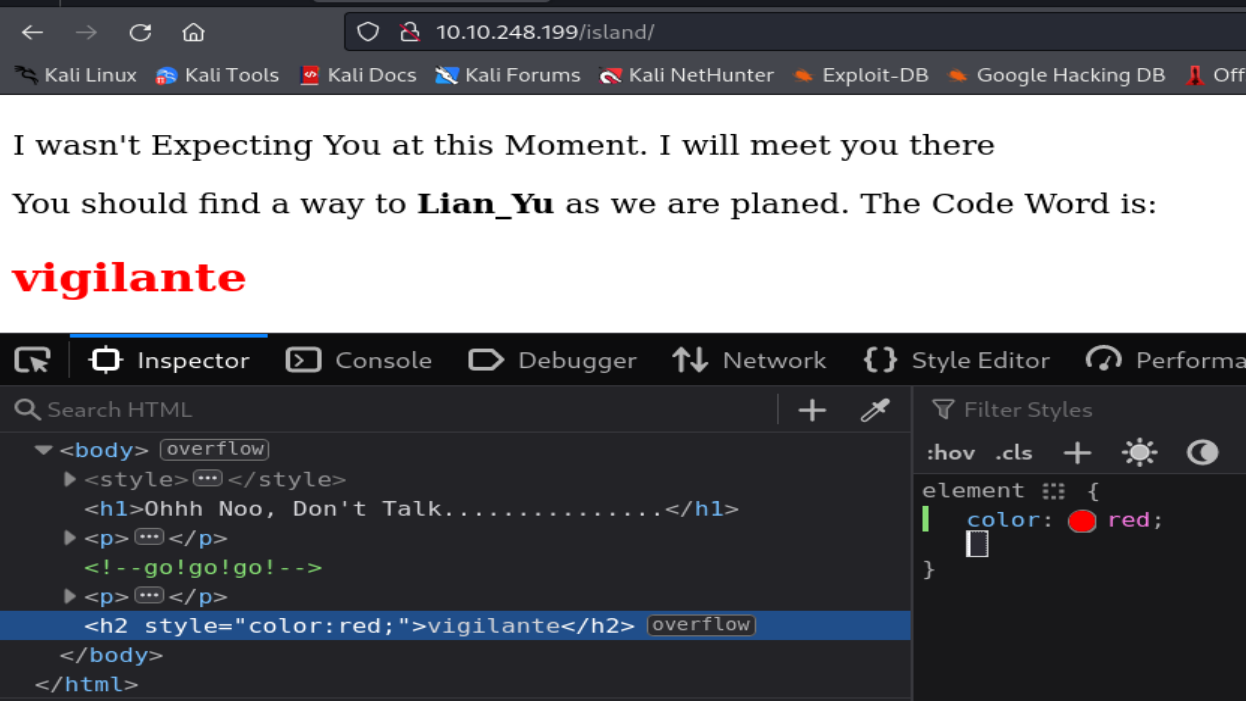 10.10.248.199/island/
Kali Linux Kali Tools Kali Docs Kali Forums Kali NetHunter Exploit-DB Google Hacking DB Off
I wasn't Expecting You at this Moment. I will meet you there
You should find a way to Lian_Yu as we are planed. The Code Word is:
vigilante
Inspector Console Debugger Network Style Editor Performa
Search HTML
Filter Styles
<body> overflow
:hov .cls
<style>···</style>
element {
<h1>Ohhh Noo, Don't Talk...............</h1>
color: red;
<p>···</p>
<!--go!go!go!-->
}
<p>···</p>
<h2 style="color:red;">vigilante</h2> overflow
</body>
</html>